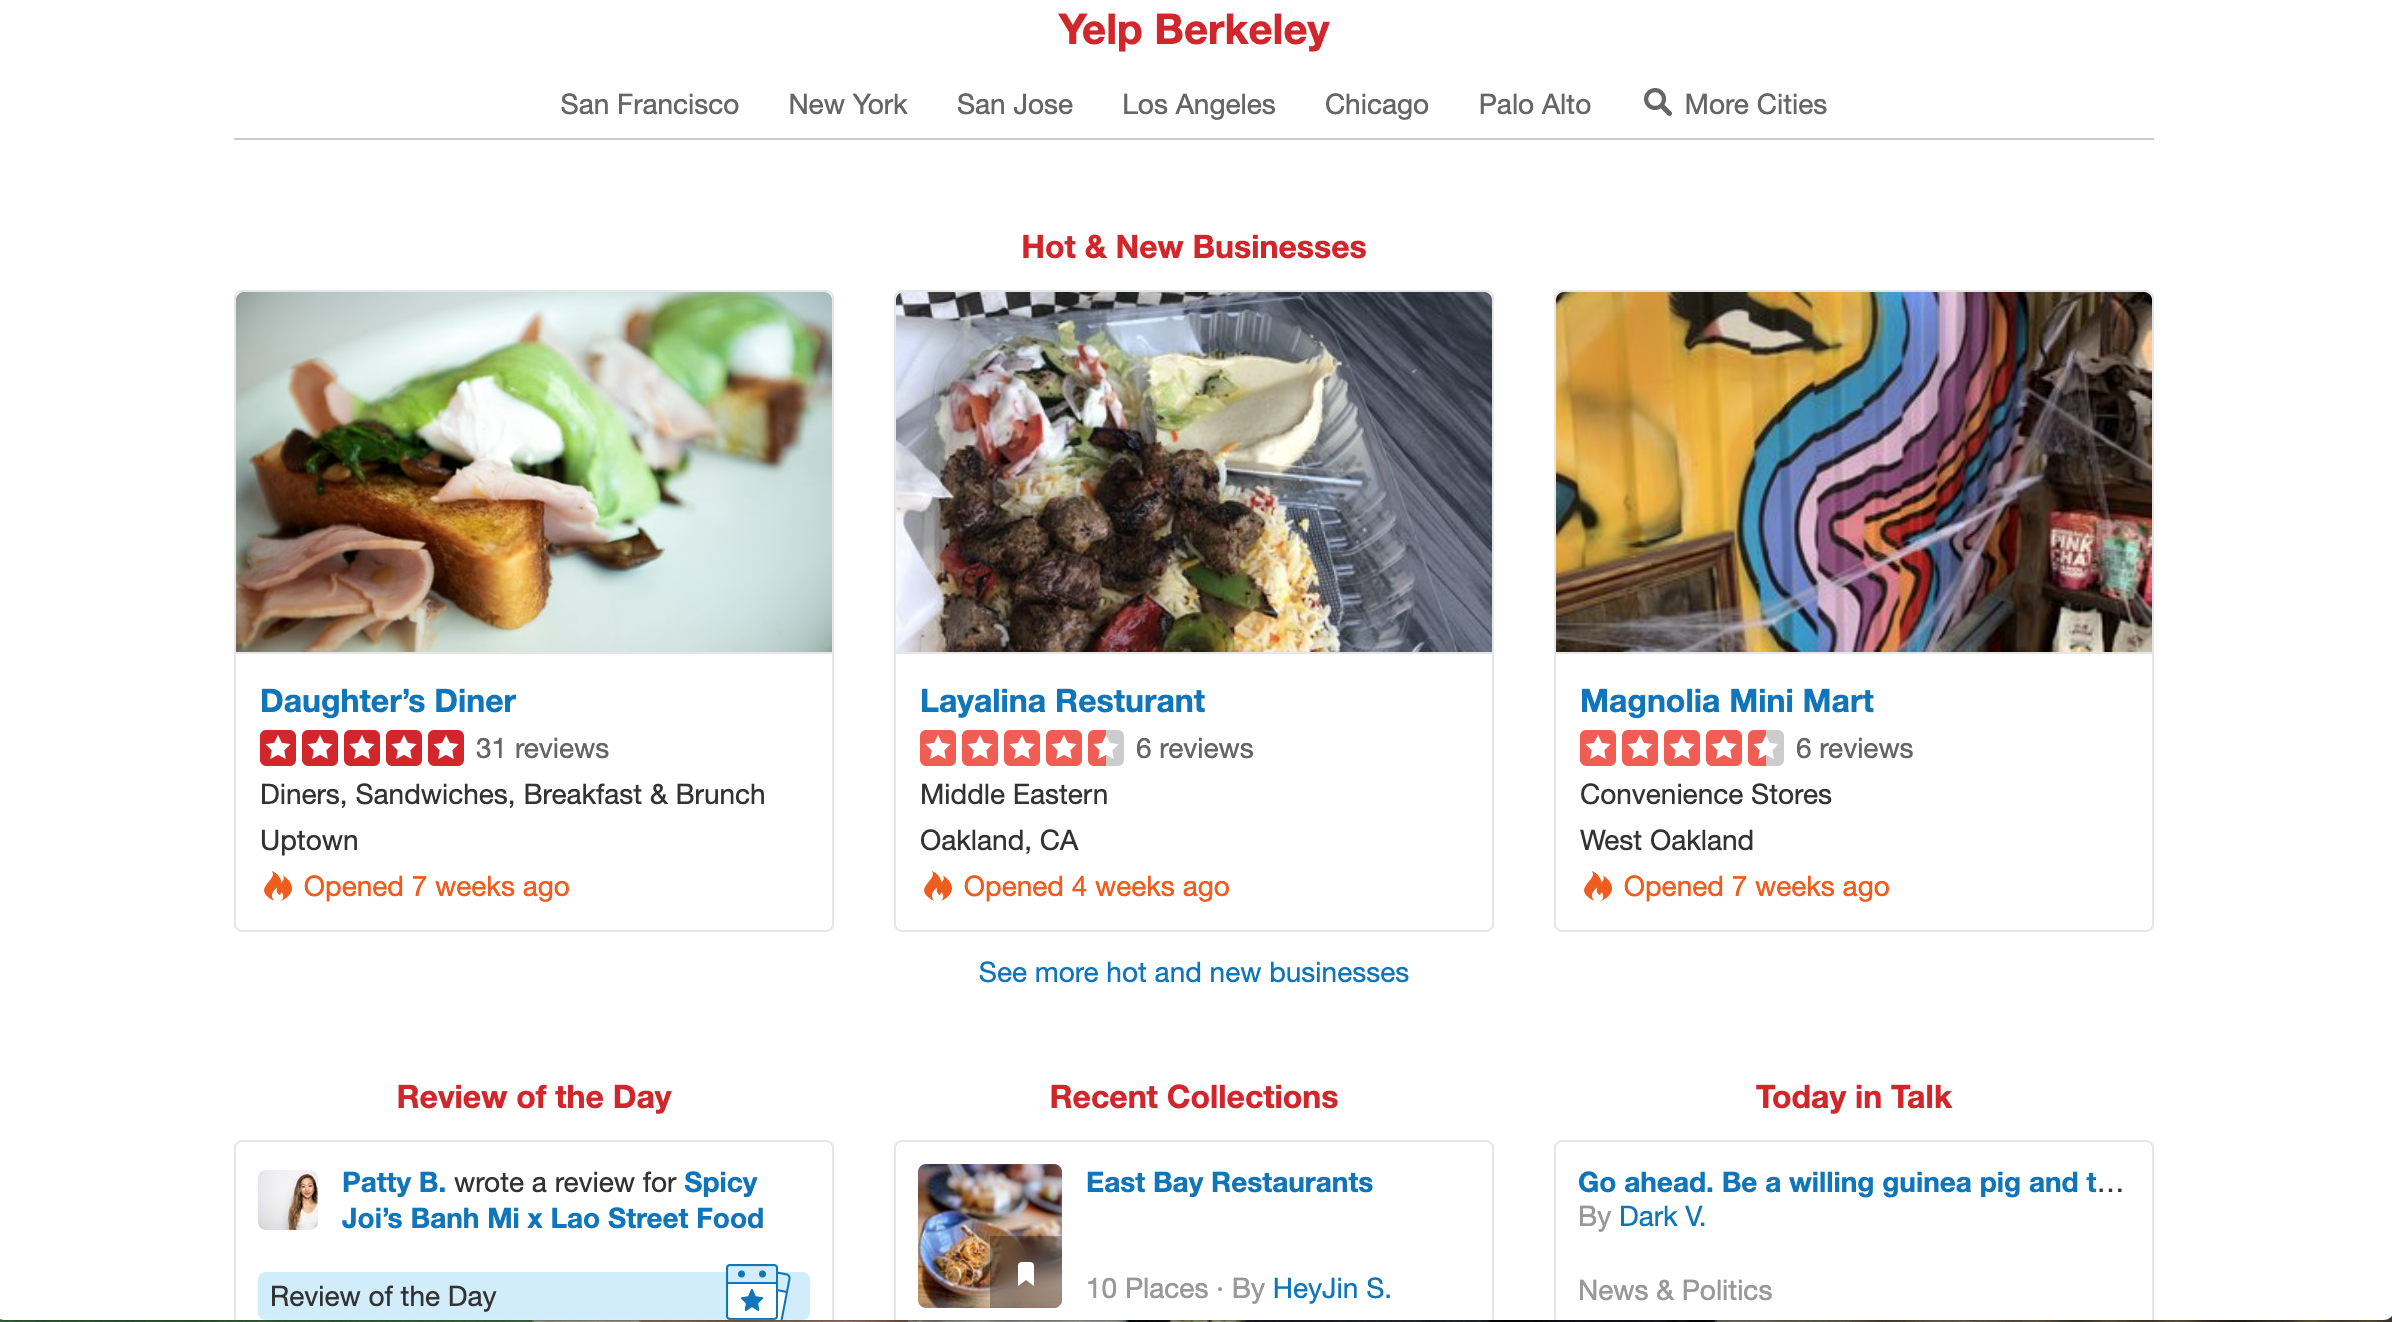 Yelp Berkeley
San Francisco New York San Jose Los Angeles Chicago Palo Alto More Cities
Hot & New Businesses
PINK
Daughter’s Diner
31 reviews
Diners, Sandwiches, Breakfast & Brunch
Uptown
Opened 7 weeks ago
Layalina Resturant
6 reviews
Middle Eastern
Oakland, CA
Opened 4 weeks ago
Magnolia Mini Mart
6 reviews
Convenience Stores
West Oakland
Opened 7 weeks ago
See more hot and new businesses
Review of the Day
Patty B. wrote a review for Spicy
Joi’s Banh Mi x Lao Street Food
Review of the Day
Recent Collections
East Bay Restaurants
10 Places · By HeyJin S.
Today in Talk
Go ahead. Be a willing guinea pig and t...
By Dark V.
News & Politics